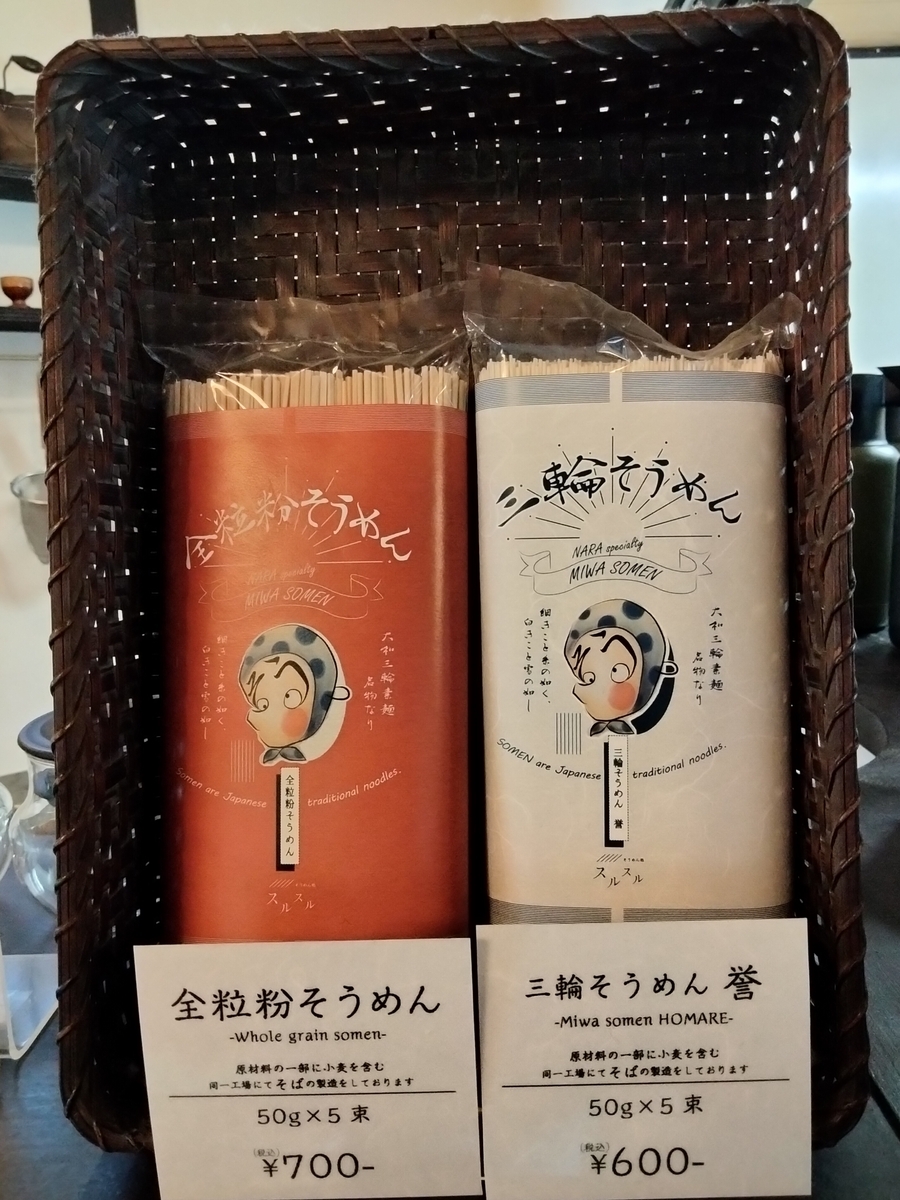 全粒粉そうめん
NARA specialty
MIWA SOMEN
大和三輪素麺
名物なり
細きこと糸の如く、
白きこと雪の如し
Somen are Japanese traditional noodles.
全粒粉そうめん
そうめん處
スルスル
三輪そうめん
NARA specialty
MIWA SOMEN
大和三輪素麺
名物なり
細きこと糸の如く、
白きこと雪の如し
SOMEN are Japanese traditional noodles.
三輪そうめん 誉
スルスル
全粒粉そうめん
-Whole grain somen-
原材料の一部に小麦を含む
同一工場にてそばの製造をしております
50g×5 束
(税込)
¥700-
三輪そうめん 誉
-Miwa somen HOMARE-
原材料の一部に小麦を含む
同一工場にてそばの製造をしております
50g×5 束
(税込)
¥600-